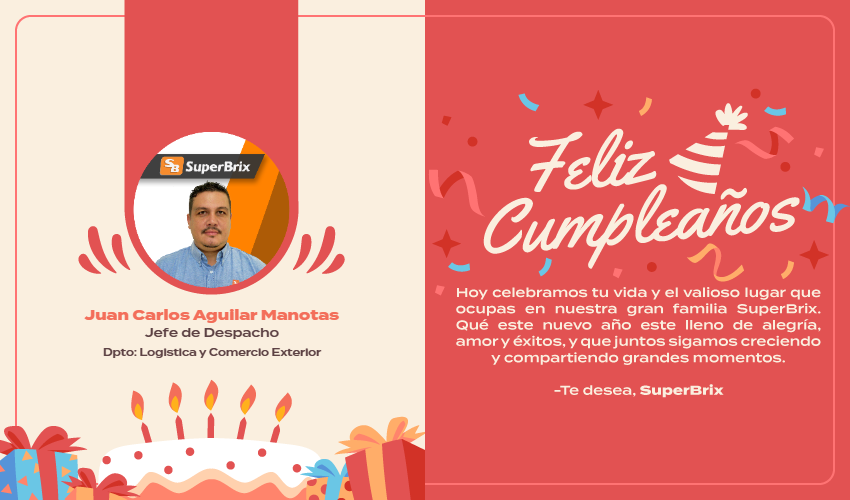 SB SuperBrix
Juan Carlos Aguilar Manotas
Jefe de Despacho
Dpto: Logistica y Comercio Exterior
Feliz
Cumpleaños
Hoy celebramos tu vida y el valioso lugar que
ocupas en nuestra gran familia SuperBrix.
Qué este nuevo año este lleno de alegría,
amor y éxitos, y que juntos sigamos creciendo
y compartiendo grandes momentos.
-Te desea, SuperBrix